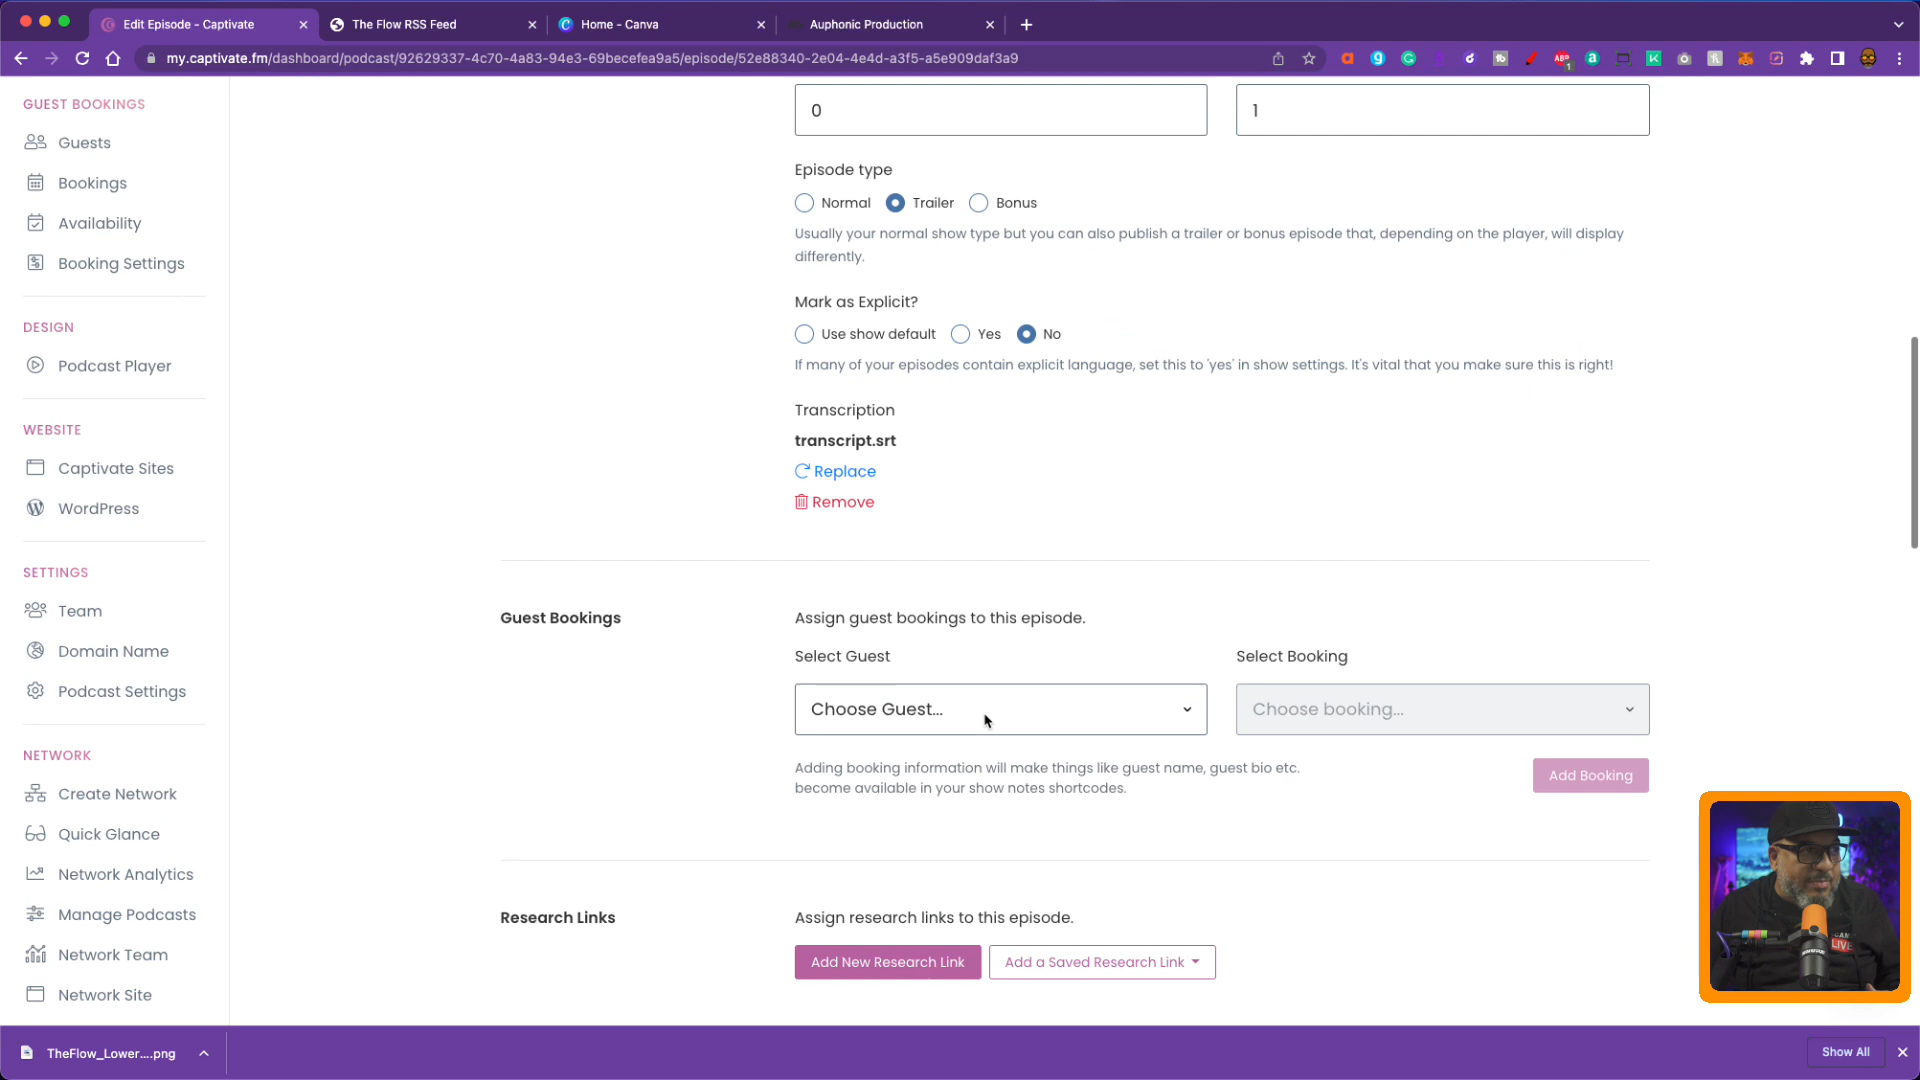 Edit Episode - Captivate
The Flow RSS Feed
Home - Canva
Auphonic Production
my.captivate.fm/dashboard/podcast/92629337-4c70-4a83-94e3-69becefea9a5/episode/52e88340-2e04-4e4d-a3f5-a5e909daf3a9
GUEST BOOKINGS
Guests
Bookings
Availability
Booking Settings
DESIGN
Podcast Player
WEBSITE
Captivate Sites
WordPress
SETTINGS
Team
Domain Name
Podcast Settings
NETWORK
Create Network
Quick Glance
Network Analytics
Manage Podcasts
Network Team
Network Site
0
1
Episode type
Normal Trailer Bonus
Usually your normal show type but you can also publish a trailer or bonus episode that, depending on the player, will display
differently.
Mark as Explicit?
Use show default Yes No
If many of your episodes contain explicit language, set this to 'yes' in show settings. It's vital that you make sure this is right!
Transcription
transcript.srt
Replace
Remove
Guest Bookings
Assign guest bookings to this episode.
Select Guest
Select Booking
Choose Guest...
Choose booking...
Adding booking information will make things like guest name, guest bio etc.
become available in your show notes shortcodes.
Add Booking
Research Links
Assign research links to this episode.
Add New Research Link
Add a Saved Research Link
LIVE
TheFlow_Lower....png
Show All